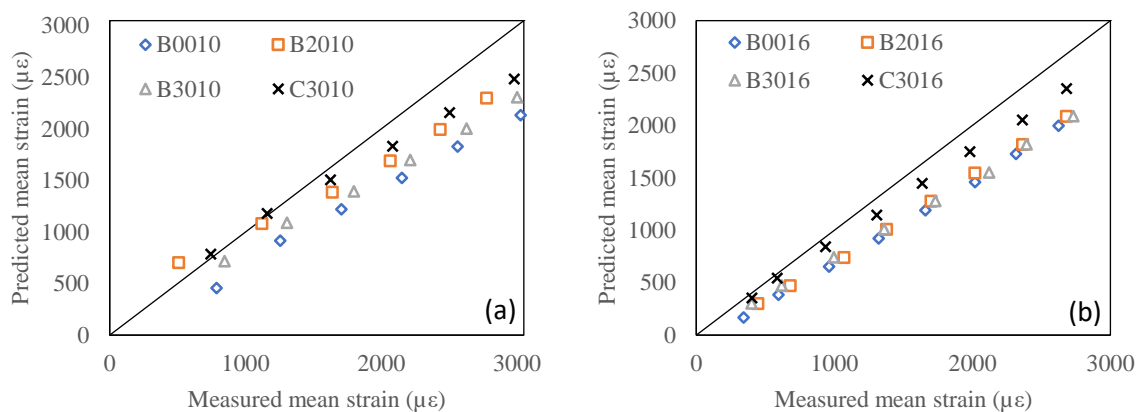 Predicted mean strain (µε)
3000
2500
2000
1500
1000
500
0
B0010
B2010
B3010
C3010
(a)
0
1000
2000
3000
Measured mean strain (µε)
Predicted mean strain (µε)
3000
2500
2000
1500
1000
500
0
B0016
B2016
B3016
C3016
(b)
0
1000
2000
3000
Measured mean strain (µε)